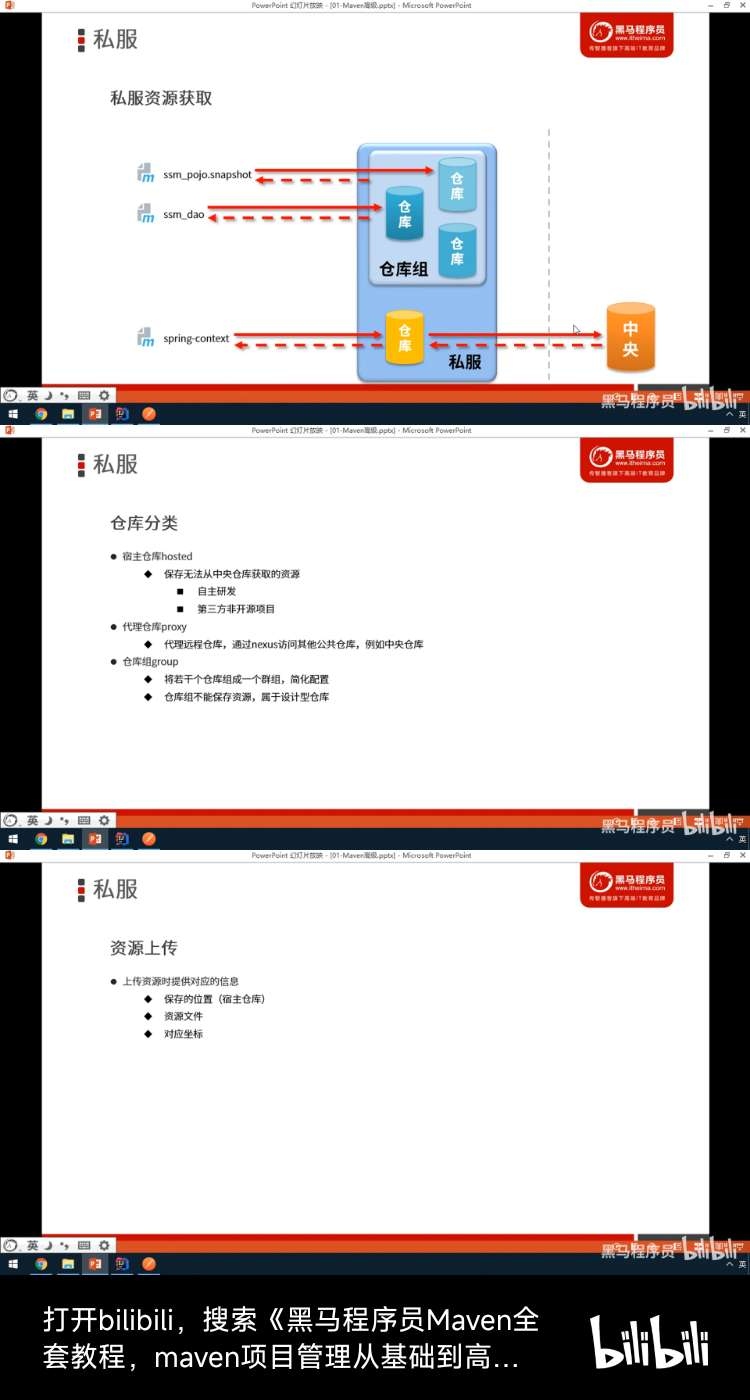 PowerPoint 幻灯片放映 - [01-Maven高级.pptx] - Microsoft PowerPoint
私服
黑马程序员
www.itheima.com
传智播客旗下高端IT教育品牌
私服资源获取
ssm_pojo.snapshot
仓库
ssm_dao
仓库
仓库
仓库组
spring-context
仓库
中央
私服
黑马程序员 bilibili
英
英
PowerPoint 幻灯片放映 - [01-Maven高级.pptx] - Microsoft PowerPoint
私服
黑马程序员
www.itheima.com
传智播客旗下高端IT教育品牌
仓库分类
● 宿主仓库hosted
◆ 保存无法从中央仓库获取的资源
■ 自主研发
■ 第三方非开源项目
● 代理仓库proxy
◆ 代理远程仓库，通过nexus访问其他公共仓库，例如中央仓库
● 仓库组group
◆ 将若干个仓库组成一个群组，简化配置
◆ 仓库组不能保存资源，属于设计型仓库
黑马程序员 bilibili
英
英
PowerPoint 幻灯片放映 - [01-Maven高级.pptx] - Microsoft PowerPoint
私服
黑马程序员
www.itheima.com
传智播客旗下高端IT教育品牌
资源上传
● 上传资源时提供对应的信息
◆ 保存的位置（宿主仓库）
◆ 资源文件
◆ 对应坐标
黑马程序员 bilibili
英
英
打开bilibili，搜索《黑马程序员Maven全
套教程，maven项目管理从基础到高...
bilibili